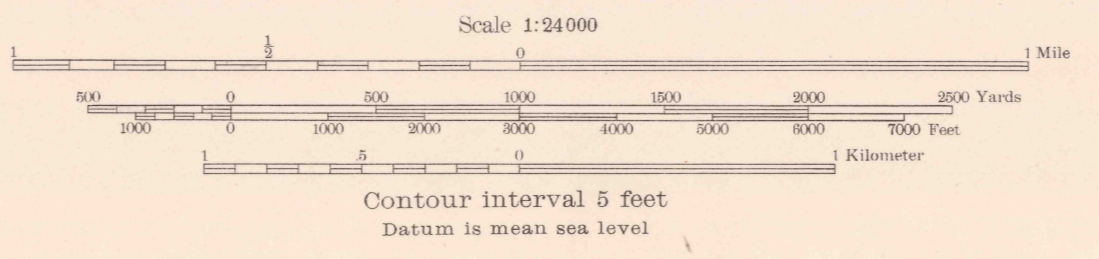 Scale 1:24000
1 1/2 0 1 Mile
500 0 500 1000 1500 2000 2500 Yards
1000 0 1000 2000 3000 4000 5000 6000 7000 Feet
1 .5 0 1 Kilometer
Contour interval 5 feet
Datum is mean sea level